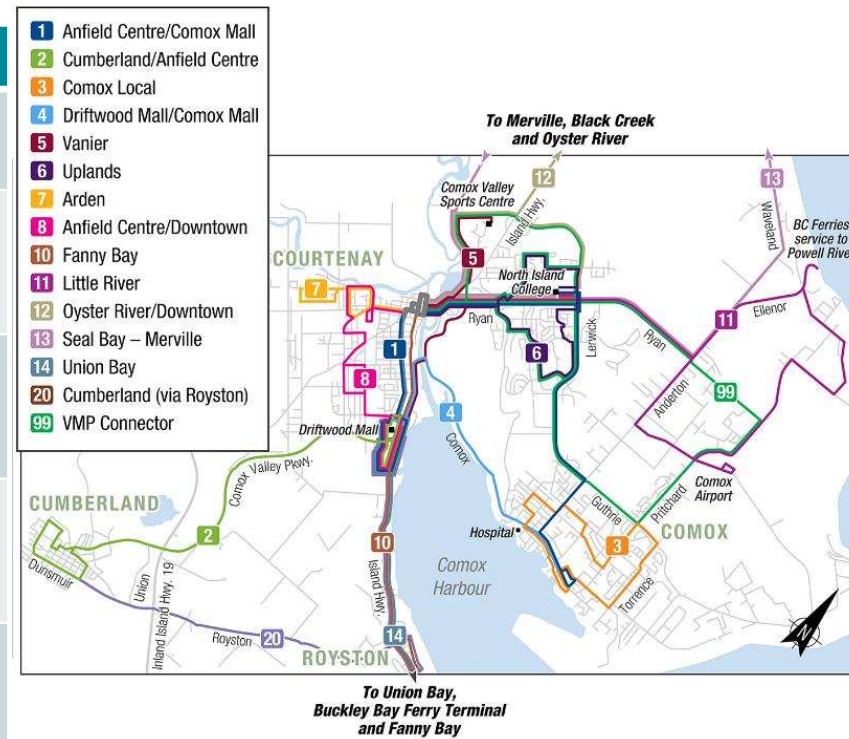 1 Anfield Centre/Comox Mall
2 Cumberland/Anfield Centre
3 Comox Local
4 Driftwood Mall/Comox Mall
5 Vanier
6 Uplands
7 Arden
8 Anfield Centre/Downtown
10 Fanny Bay
11 Little River
12 Oyster River/Downtown
13 Seal Bay – Merville
14 Union Bay
20 Cumberland (via Royston)
99 VMP Connector
To Merville, Black Creek
and Oyster River
12
13
Comox Valley
Sports Centre
Island Hwy.
Waveland
BC Ferries
service to
Powell River
COURTENAY
5
North Island
College
7
Ryan
Lerwick
Ryan
11
Ellenor
1
6
8
Anderton
99
4
Driftwood Mall
Comox
Comox Valley Pkwy.
Comox
Airport
Guthrie
Pritchard
COMOX
CUMBERLAND
2
Hospital
3
10
Comox
Harbour
Dunsmuir
Union
Inland Island Hwy. 19
Island Hwy.
Torrence
Royston
20
14
ROYSTON
N
To Union Bay,
Buckley Bay Ferry Terminal
and Fanny Bay